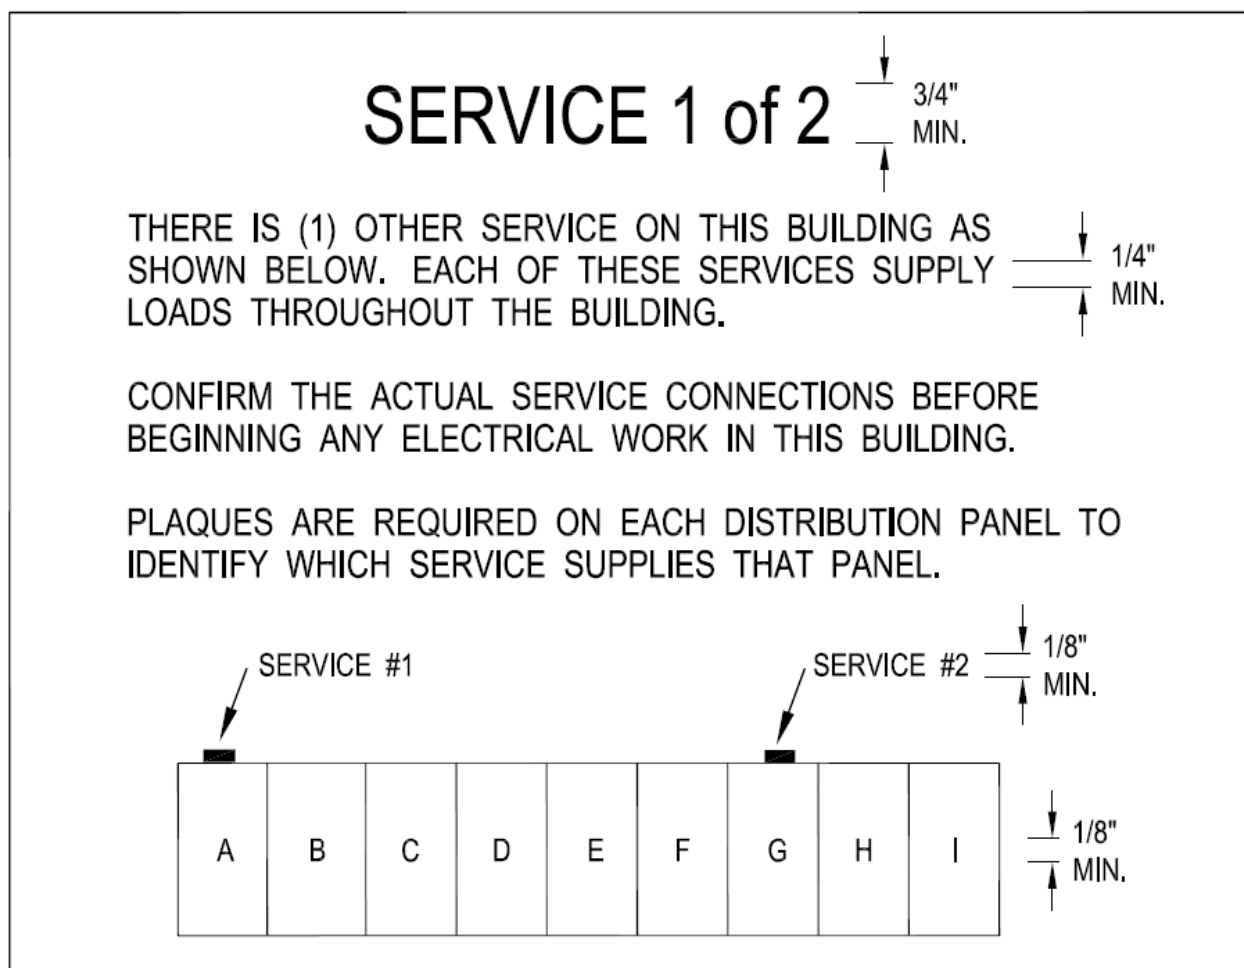 SERVICE 1 of 2
3/4"
MIN.
THERE IS (1) OTHER SERVICE ON THIS BUILDING AS
SHOWN BELOW. EACH OF THESE SERVICES SUPPLY
LOADS THROUGHOUT THE BUILDING.
1/4"
MIN.
CONFIRM THE ACTUAL SERVICE CONNECTIONS BEFORE
BEGINNING ANY ELECTRICAL WORK IN THIS BUILDING.
PLAQUES ARE REQUIRED ON EACH DISTRIBUTION PANEL TO
IDENTIFY WHICH SERVICE SUPPLIES THAT PANEL.
SERVICE #1
SERVICE #2
1/8"
MIN.
A B C D E F G H I
1/8"
MIN.